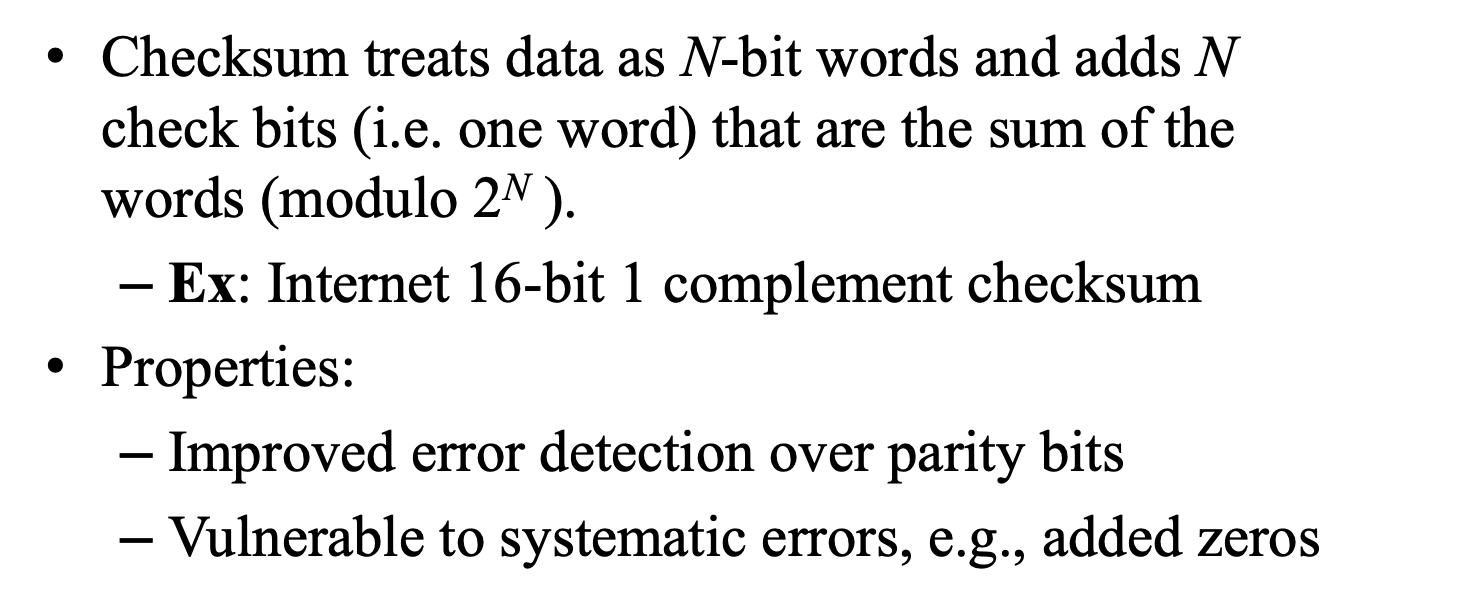 • Checksum treats data as N-bit words and adds N
check bits (i.e. one word) that are the sum of the
words (modulo 2^N ).
– Ex: Internet 16-bit 1 complement checksum
• Properties:
– Improved error detection over parity bits
– Vulnerable to systematic errors, e.g., added zeros